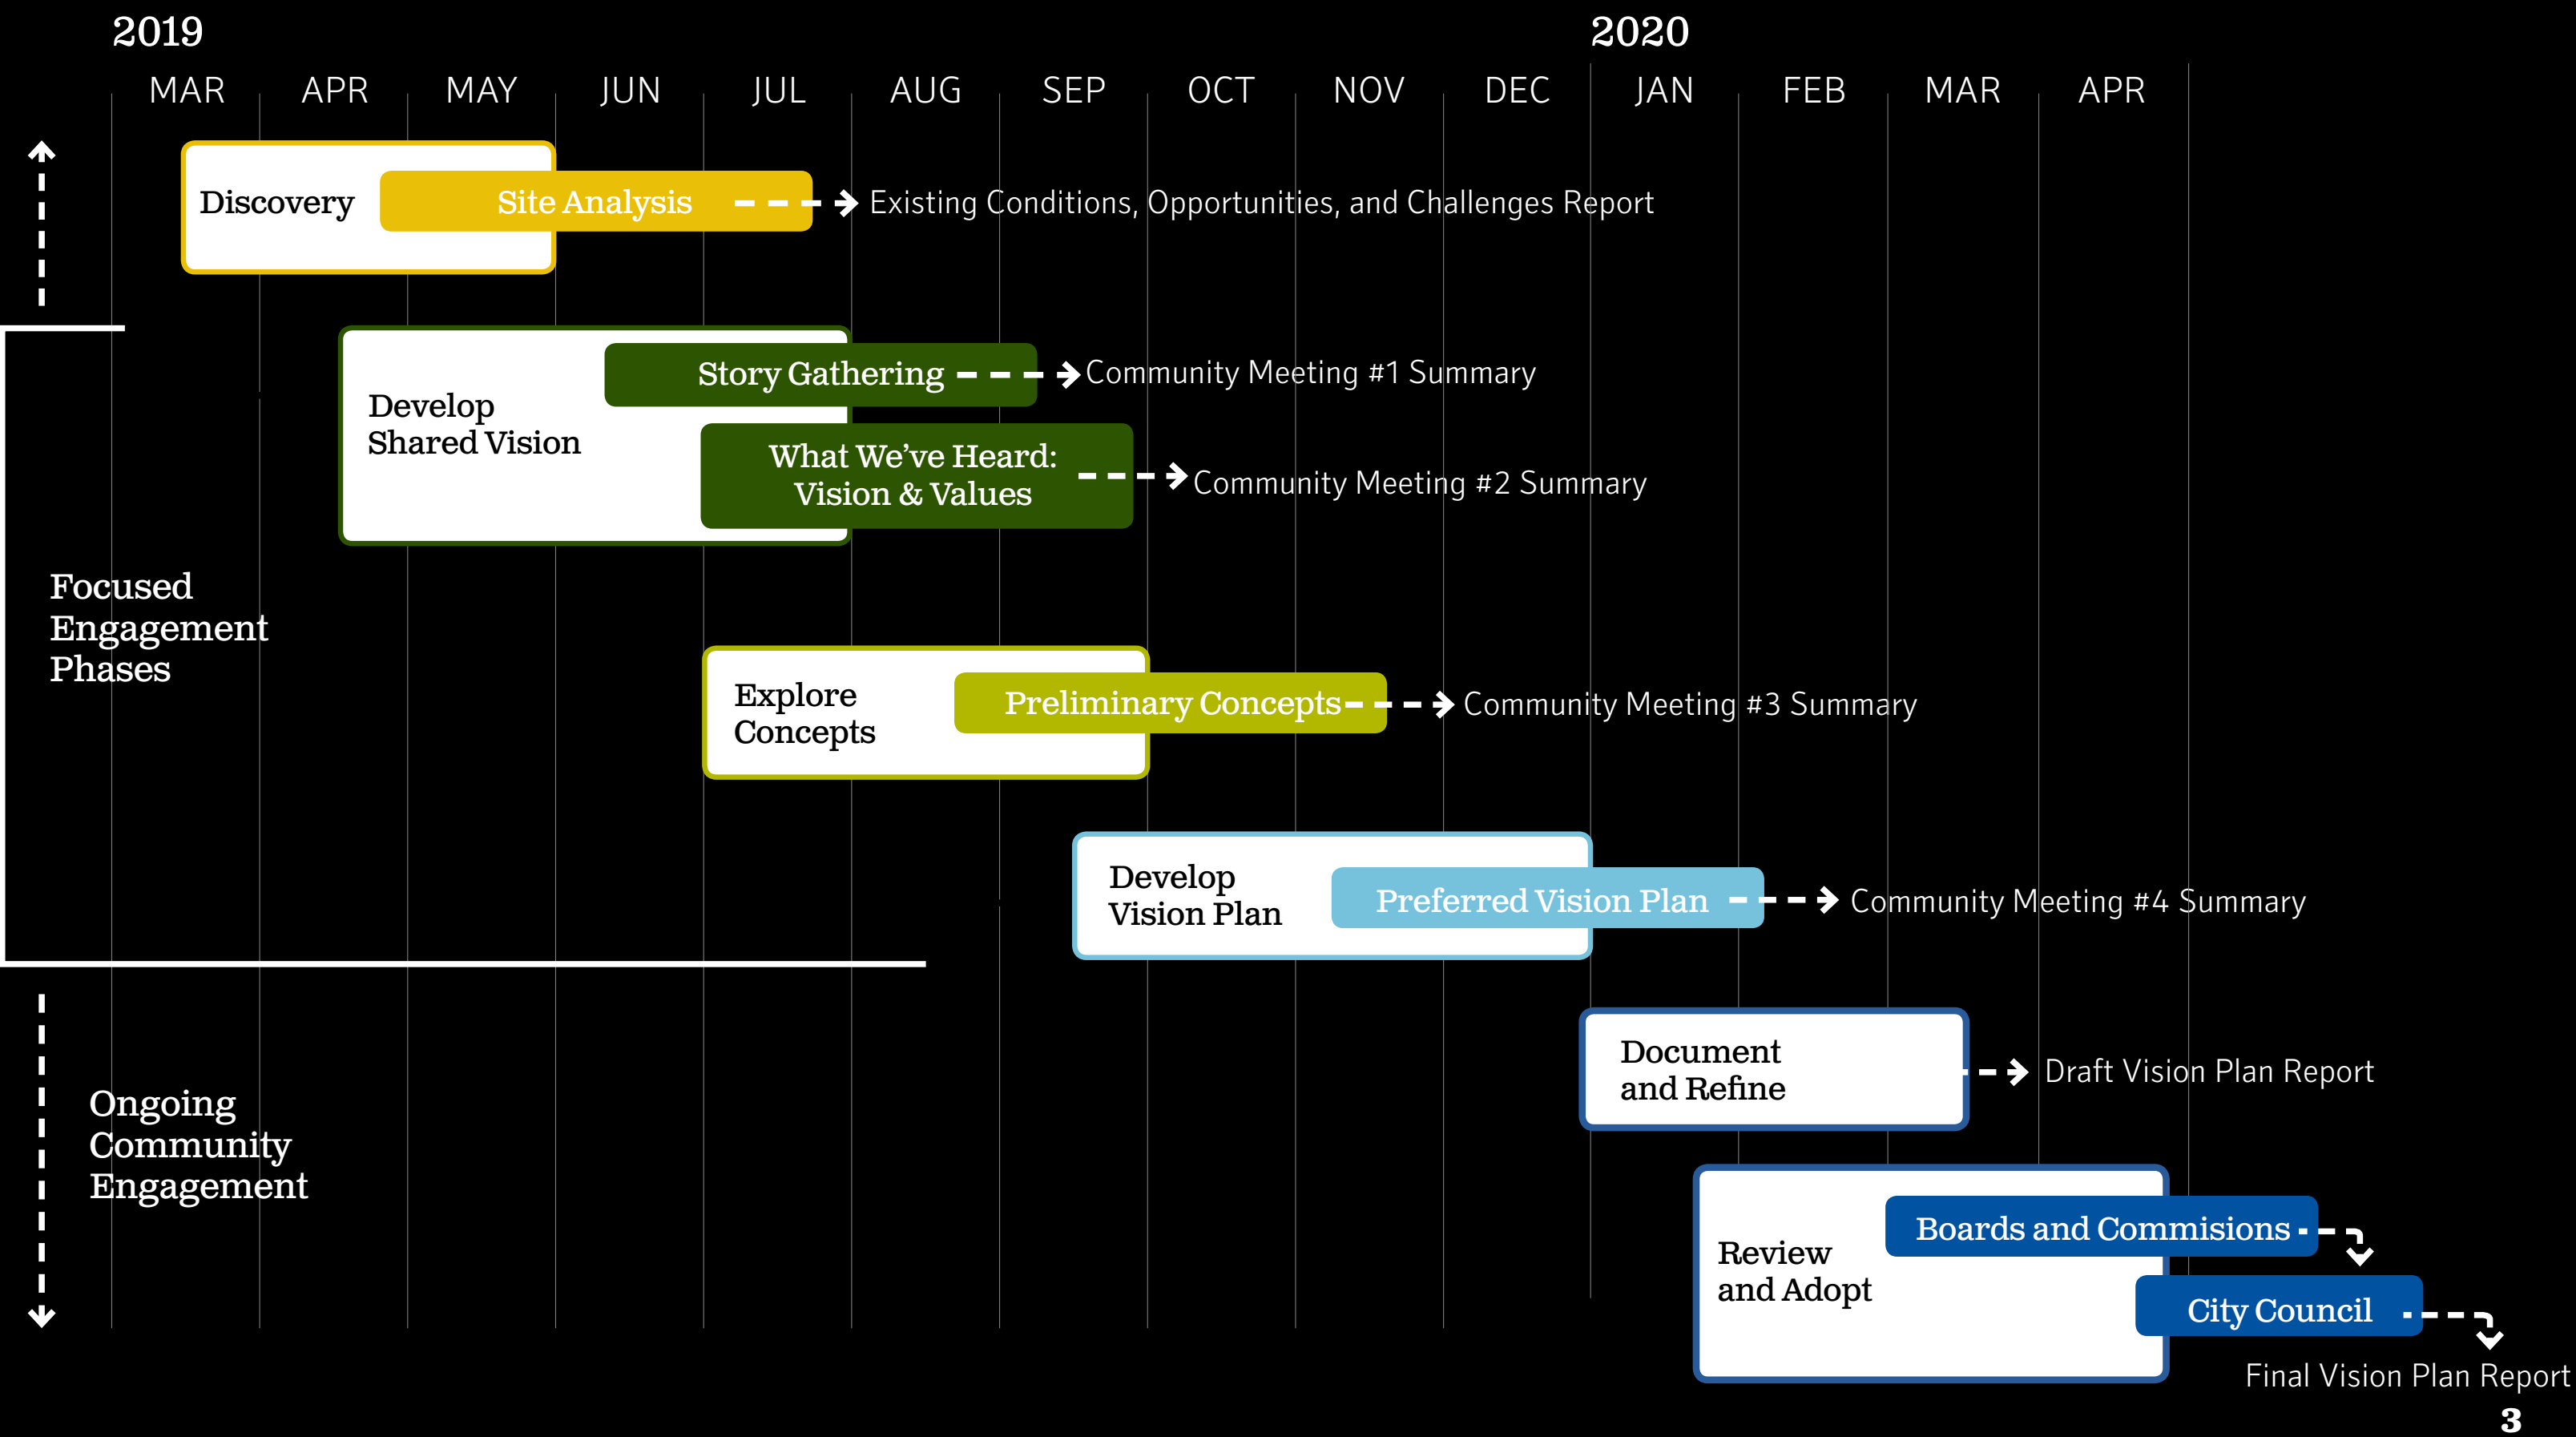 2019
2020
MAR APR MAY JUN JUL AUG SEP OCT NOV DEC JAN FEB MAR APR
Discovery
Site Analysis
Existing Conditions, Opportunities, and Challenges Report
Story Gathering
Community Meeting #1 Summary
Develop
Shared Vision
What We've Heard:
Vision & Values
Community Meeting #2 Summary
Focused
Engagement
Phases
Explore
Concepts
Preliminary Concepts
Community Meeting #3 Summary
Develop
Vision Plan
Preferred Vision Plan
Community Meeting #4 Summary
Document
and Refine
Draft Vision Plan Report
Ongoing
Community
Engagement
Review
and Adopt
Boards and Commisions
City Council
Final Vision Plan Report
3